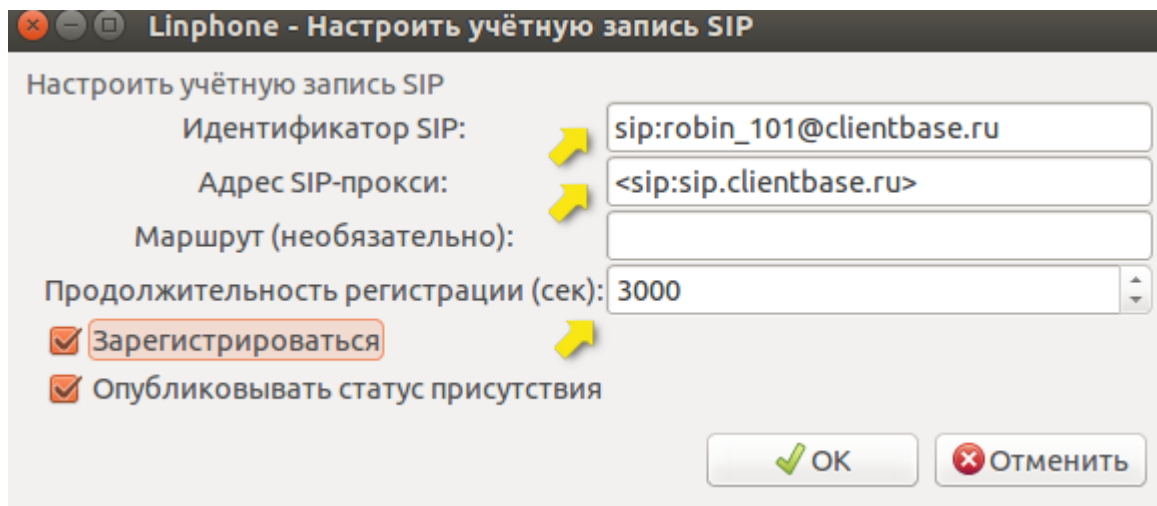 Linphone - Настроить учётную запись SIP
Настроить учётную запись SIP
Идентификатор SIP: sip:robin_101@clientbase.ru
Адрес SIP-прокси: <sip:sip.clientbase.ru>
Маршрут (необязательно):
Продолжительность регистрации (сек): 3000
Зарегистрироваться
Опубликовывать статус присутствия
OK Отменить